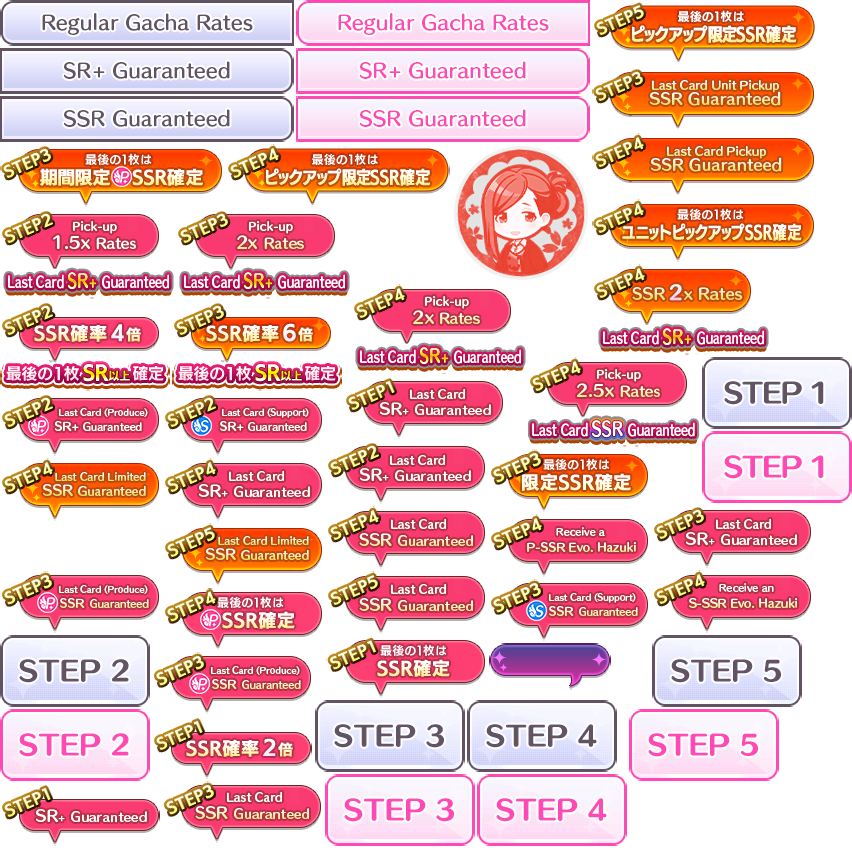 Regular Gacha Rates
Regular Gacha Rates
STEP5
最後の1枚は
ピックアップ限定SSR確定
SR+ Guaranteed
SR+ Guaranteed
STEP3
Last Card Unit Pickup
SSR Guaranteed
SSR Guaranteed
SSR Guaranteed
STEP4
Last Card Pickup
SSR Guaranteed
STEP3
最後の1枚は
期間限定PSSR確定
STEP4
最後の1枚は
ピックアップ限定SSR確定
STEP4
最後の1枚は
ユニットピックアップSSR確定
STEP2
Pick-up
1.5x Rates
Last Card SR+ Guaranteed
STEP3
Pick-up
2x Rates
Last Card SR+ Guaranteed
STEP4
SSR 2x Rates
Last Card SR+ Guaranteed
STEP4
Pick-up
2x Rates
Last Card SR+ Guaranteed
STEP2
SSR確率4倍
最後の1枚・SR以上確定
STEP3
SSR確率6倍
最後の1枚・SR以上確定
STEP4
Pick-up
2.5x Rates
Last Card SSR Guaranteed
STEP 1
STEP 1
STEP2
Last Card (Produce)
P SR+ Guaranteed
STEP2
Last Card (Support)
S SR+ Guaranteed
STEP1
Last Card
SR+ Guaranteed
STEP4
Last Card Limited
SSR Guaranteed
STEP4
Last Card
SR+ Guaranteed
STEP2
Last Card
SR+ Guaranteed
STEP3
最後の1枚は
限定SSR確定
STEP5
Last Card Limited
SSR Guaranteed
STEP4
Last Card
SSR Guaranteed
STEP4
Receive a
P-SSR Evo. Hazuki
STEP3
Last Card
SR+ Guaranteed
STEP3
Last Card (Produce)
P SSR Guaranteed
STEP4
最後の1枚は
PSSR確定
STEP5
Last Card
SSR Guaranteed
STEP3
Last Card (Support)
S SSR Guaranteed
STEP4
Receive an
S-SSR Evo. Hazuki
STEP 2
STEP3
Last Card (Produce)
P SSR Guaranteed
STEP1
最後の1枚は
SSR確定
STEP 5
STEP 2
STEP1
SSR確率2倍
STEP 3
STEP 4
STEP 5
STEP1
SR+ Guaranteed
STEP3
Last Card
SSR Guaranteed
STEP 3
STEP 4